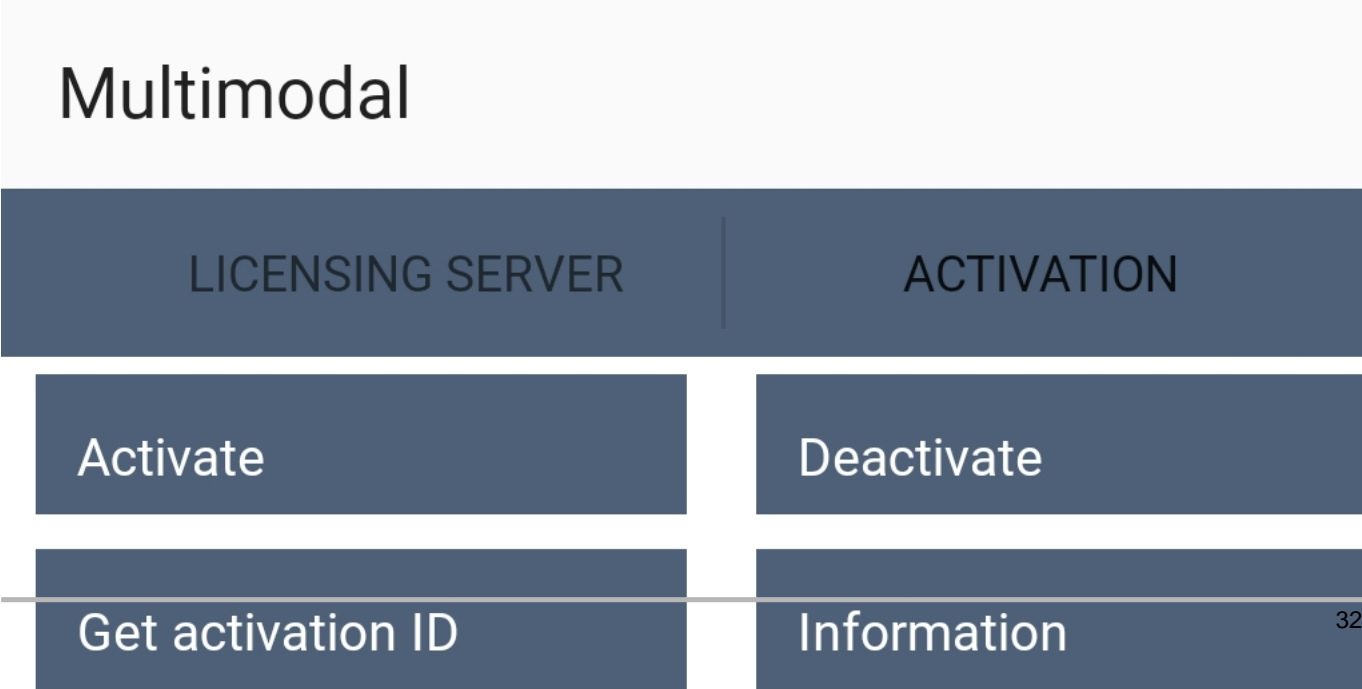 Multimodal
LICENSING SERVER ACTIVATION
Activate Deactivate
Get activation ID Information
32